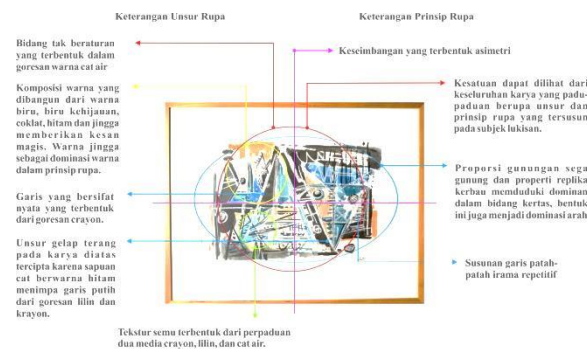 Keterangan Unsur Rupa
Keterangan Prinsip Rupa
Bidang tak beraturan
yang terbentuk dalam
goresan warna cat air
Komposisi warna yang
dibangun dari warna
biru, biru kehijauan,
coklat, hitam dan jingga
memberikan kesan
magis. Warna jingga
sebagai dominasi warna
dalam prinsip rupa.
Garis yang bersifat
nyata yang terbentuk
dari goresan crayon.
Unsur gelap terang
pada karya diatas
tercipta karena sapuan
cat berwarna hitam
menimpa garis putih
dari goresan lilin dan
krayon.
Tekstur semu terbentuk dari perpaduan
dua media crayon, lilin, dan cat air.
Keseimbangan yang terbentuk asimetri
Kesatuan dapat dilihat dari
keseluruhan karya yang padu-
paduan berupa unsur dan
prinsip rupa yang tersusun
pada subjek lukisan.
Proporsi gunungan sega
gunung dan properti replika
kerbau menduduki dominan
dalam bidang kertas, bentuk
ini juga menjadi dominasi arah
Susunan garis patah-
patah irama repetitif